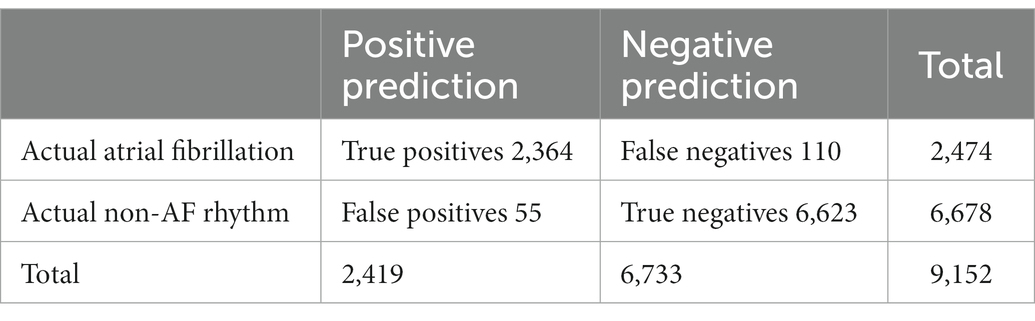 Positive prediction Negative prediction Total
Actual atrial fibrillation True positives 2,364 False negatives 110 2,474
Actual non-AF rhythm False positives 55 True negatives 6,623 6,678
Total 2,419 6,733 9,152